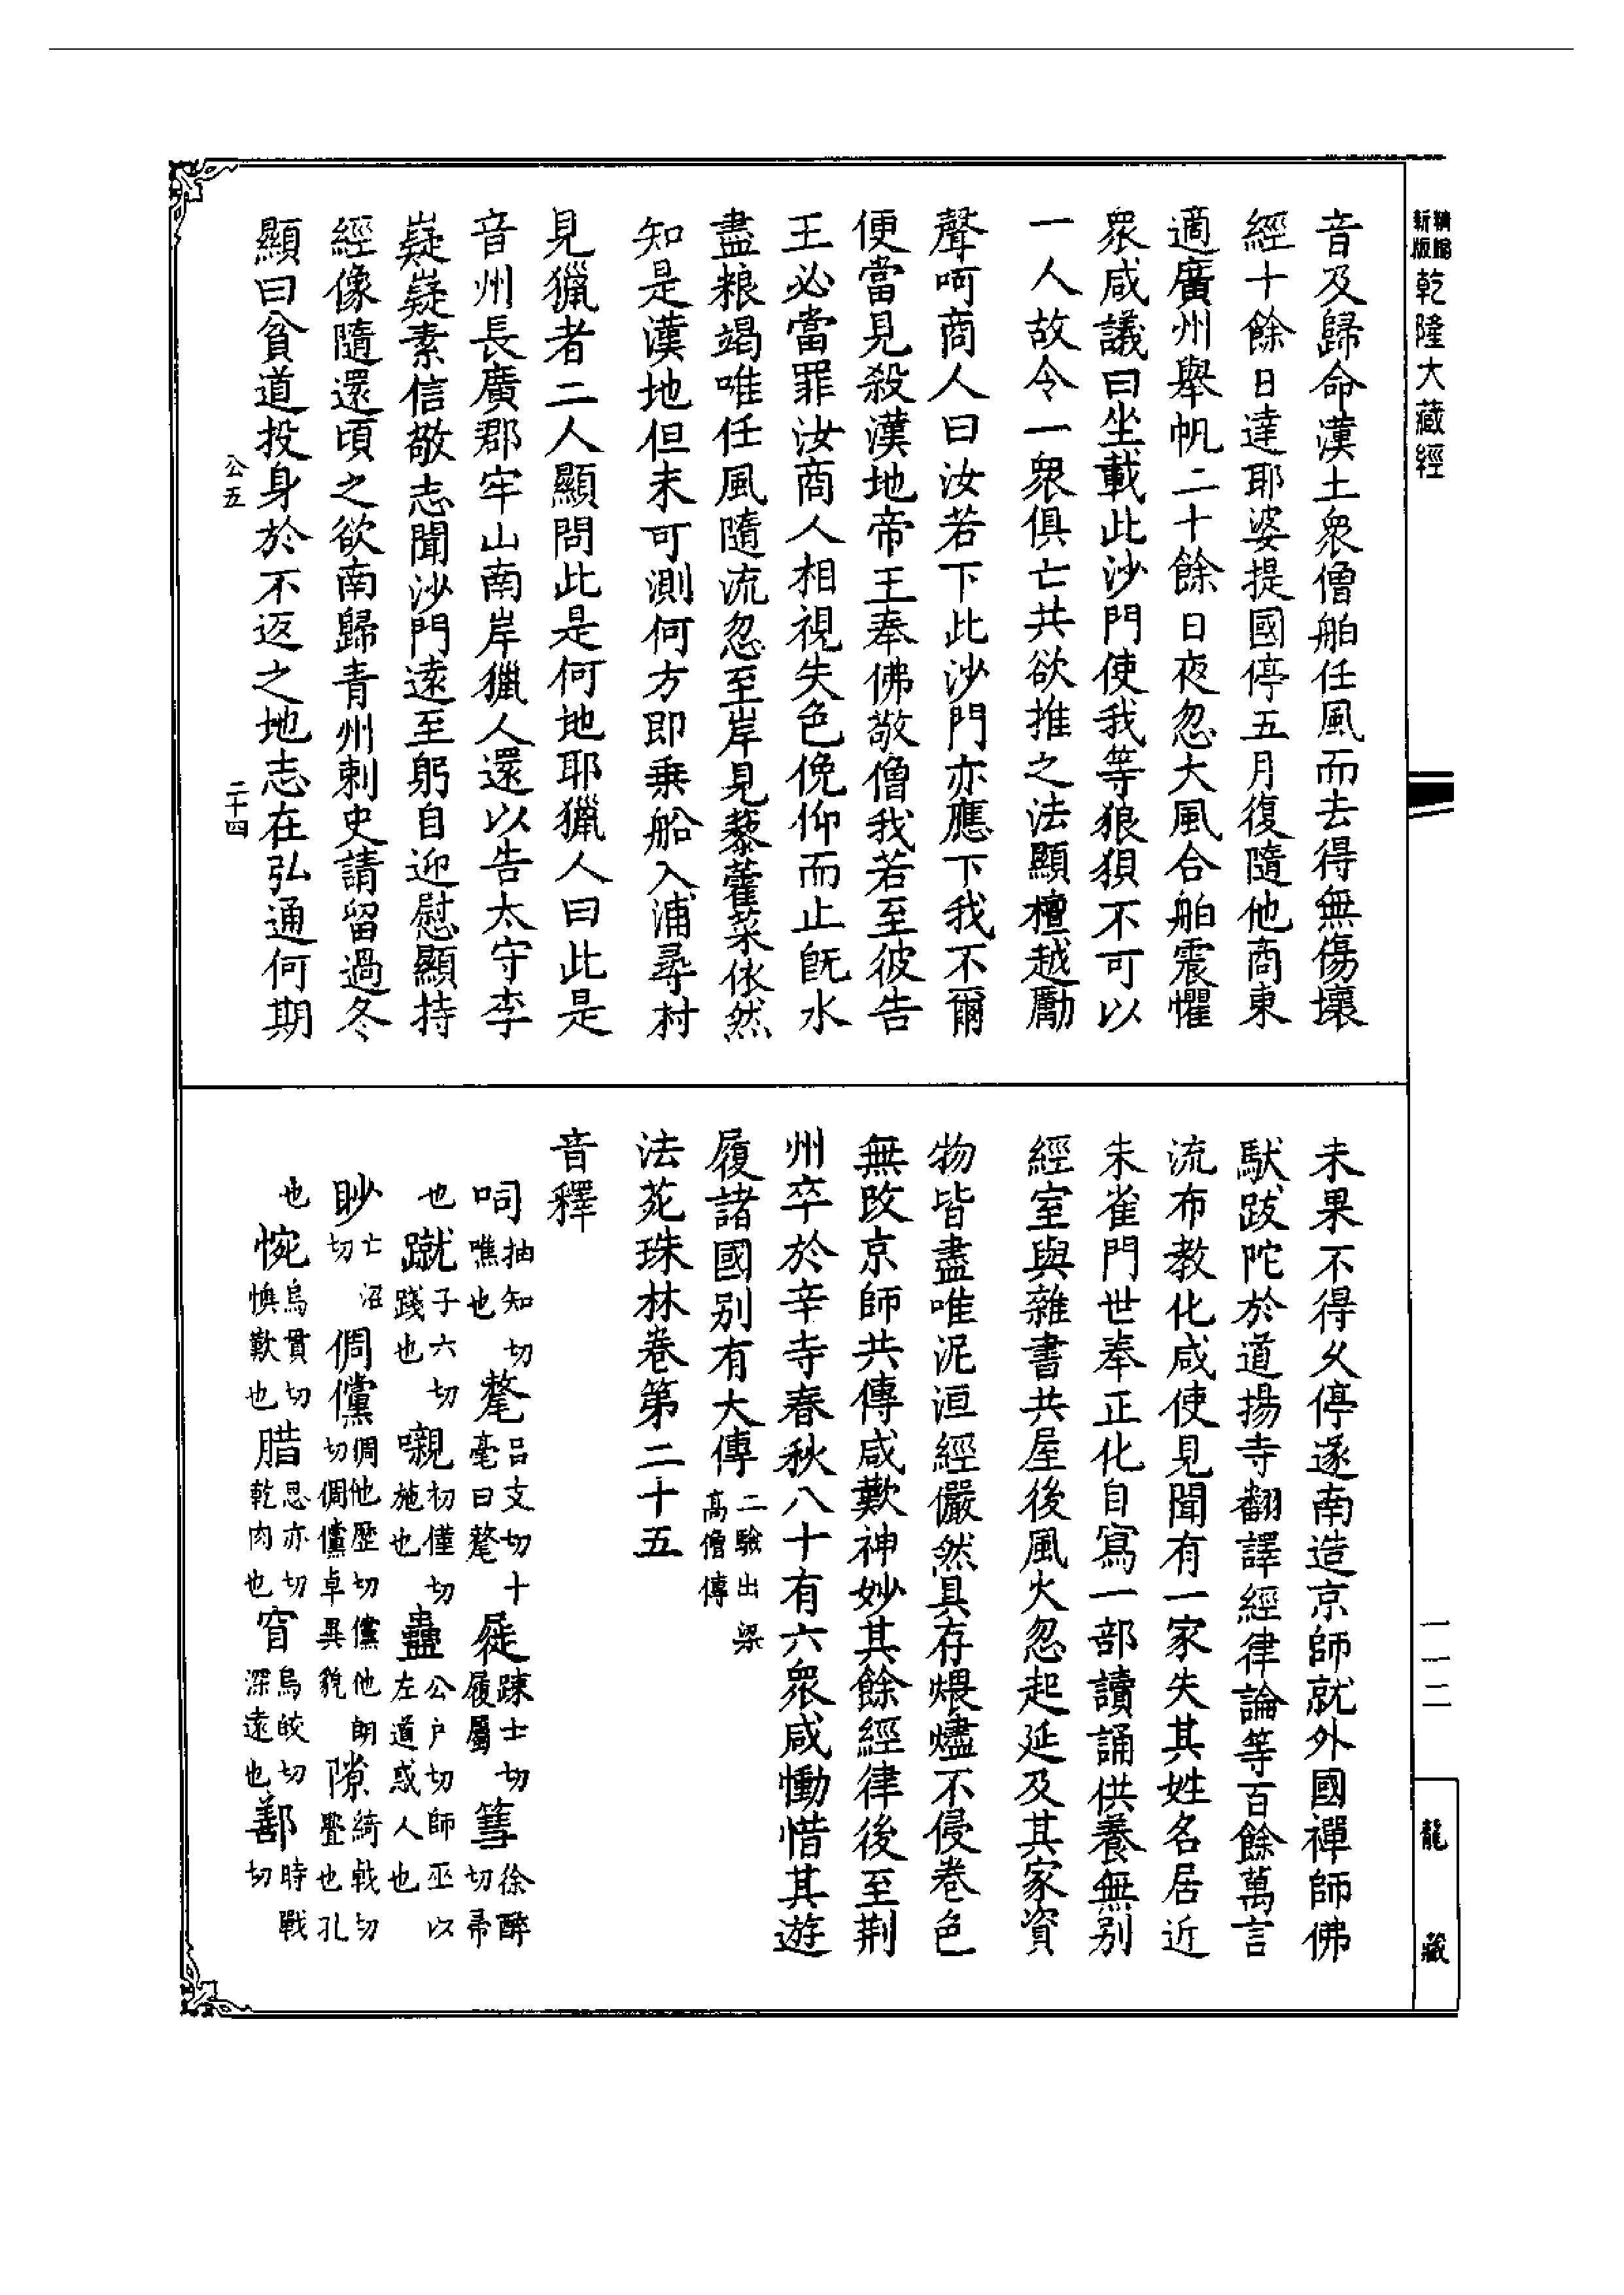 新版精縮乾隆大藏經
音及歸命漢土衆僧舶任風而去得無傷壞
經十餘日達耶婆提國停五月復隨他商東
適廣州舉帆二十餘日夜忽大風合舶震懼
衆咸議曰坐載此沙門使我等狼狽不可以
一人故令一衆俱亡共欲推之法顯檀越厲
聲呵商人曰汝若下此沙門亦應下我不爾
便當見殺漢地帝王奉佛敬僧我若至彼告
王必當罪汝商人相視失色俛仰而止旣水
盡粮竭唯任風隨流忽至岸見藜藿菜依然
知是漢地但未可測何方即乗船入浦尋村
見獵者二人顯問此是何地耶獵人曰此是
音州長廣郡牢山南岸獵人還以告太守李
嶷嶷素信敬志聞沙門遠至躬自迎慰顯持
經像隨還頃之欲南歸青州刺史請留過冬
顯曰貧道投身於不返之地志在弘通何期
公五
二十四
未果不得久停遂南造京師就外國禪師佛
馱跋陀於道揚寺翻譯經律論等百餘萬言
流布教化咸使見聞有一家失其姓名居近
朱雀門世奉正化自寫一部讀誦供養無別
經室與雜書共屋後風火忽起延及其家資
物皆盡唯泥洹經儼然具存煨燼不侵卷色
無改京師共傳咸歎神妙其餘經律後至荆
州卒於辛寺春秋八十有六衆咸慟惜其遊
履諸國別有大傳二驗出梁高僧傳
法苑珠林卷第二十五
音釋
呞抽知切噍也 氂呂支切十毫曰氂 屣疎士切履屬 篲徐醉切帚
也 蹴子六切踐也 嚫初僅切施也 蠱公户切師巫以左道惑人也
眇亡沼切 倜儻倜他歷切儻他朗切倜儻卓異貌 隙綺戟切璺也孔
也 惋烏貫切懊歎也 腊思亦切乾肉也 窅烏皎切深遠也 鄯時戰切
一一二
龍藏